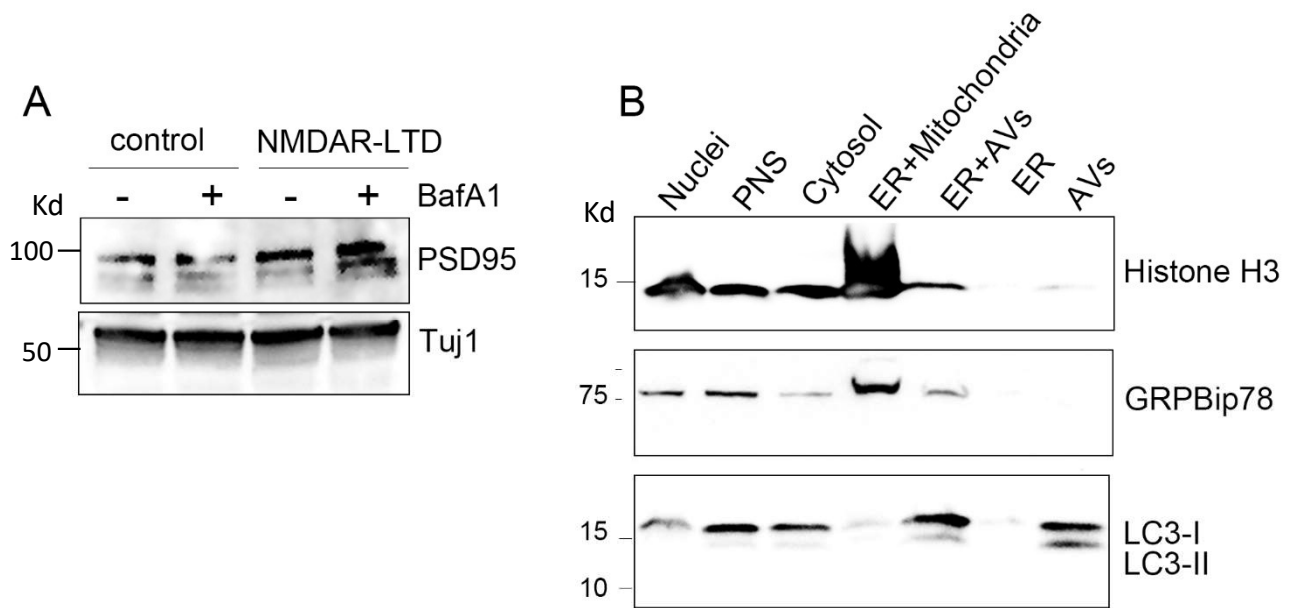 A
control NMDAR-LTD
- + - + BafA1
Kd
100
PSD95
50
Tuj1
B
Nuclei PNS Cytosol ER+Mitochondria ER+AVs ER AVs
Kd
15
Histone H3
75
GRPBip78
15
LC3-I
LC3-II
10